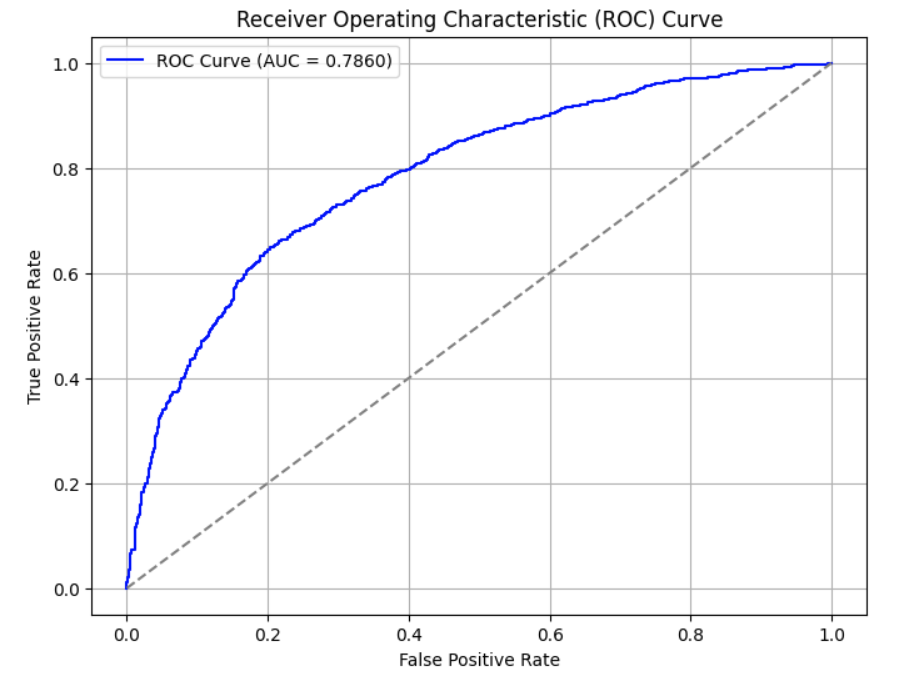 Receiver Operating Characteristic (ROC) Curve
ROC Curve (AUC = 0.7860)
True Positive Rate
1.0
0.8
0.6
0.4
0.2
0.0
0.0 0.2 0.4 0.6 0.8 1.0
False Positive Rate